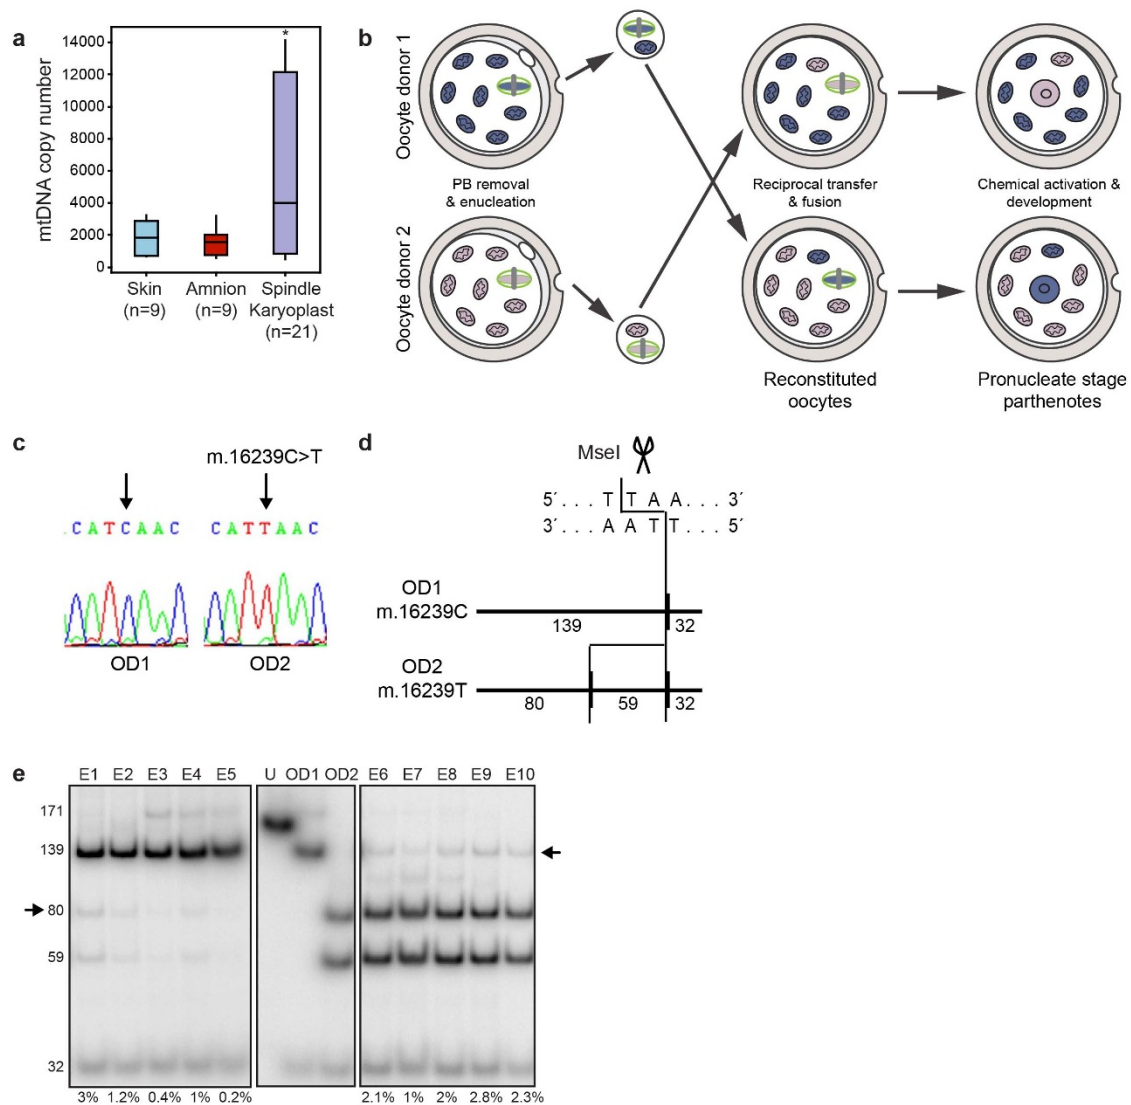 a
mtDNA copy number
14000
12000
10000
8000
6000
4000
2000
0
*
Skin
(n=9)
Amnion
(n=9)
Spindle
Karyoplast
(n=21)
b
Oocyte donor 1
Oocyte donor 2
PB removal
& enucleation
Reciprocal transfer
& fusion
Chemical activation &
development
Reconstituted
oocytes
Pronucleate stage
parthenotes
c
m.16239C>T
.CATCAAC
CATTAAC
OD1
OD2
d
MseI
5´. . . T T A A. . . 3´
3´. . . A A T T. . . 5´
OD1
m.16239C
139
32
OD2
m.16239T
80
59
32
e
E1 E2 E3 E4 E5 U OD1 OD2 E6 E7 E8 E9 E10
171
139
80
59
32
3% 1.2% 0.4% 1% 0.2% 2.1% 1% 2% 2.8% 2.3%